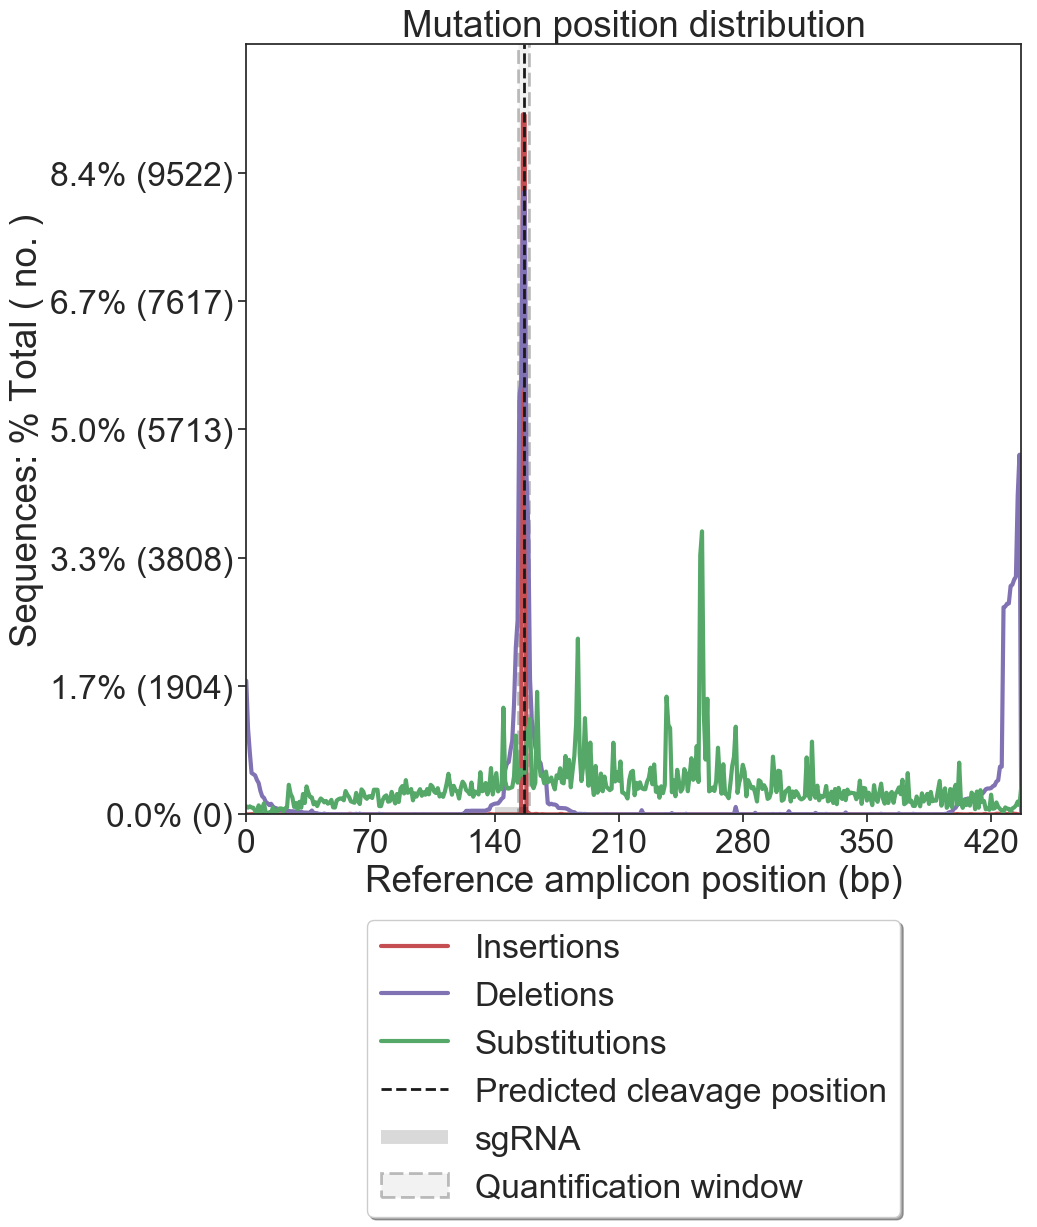 Mutation position distribution
Sequences: % Total ( no. )
8.4% (9522)
6.7% (7617)
5.0% (5713)
3.3% (3808)
1.7% (1904)
0.0% (0)
0 70 140 210 280 350 420
Reference amplicon position (bp)
Insertions
Deletions
Substitutions
Predicted cleavage position
sgRNA
Quantification window